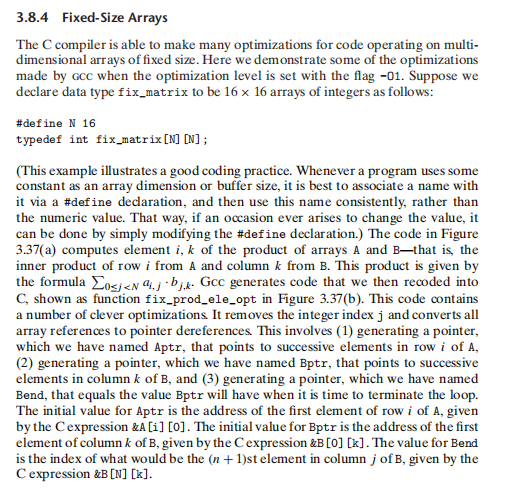 3.8.4 Fixed-Size Arrays
The C compiler is able to make many optimizations for code operating on multi-
dimensional arrays of fixed size. Here we demonstrate some of the optimizations
made by GCC when the optimization level is set with the flag -O1. Suppose we
declare data type fix_matrix to be 16 × 16 arrays of integers as follows:
#define N 16
typedef int fix_matrix[N][N];
(This example illustrates a good coding practice. Whenever a program uses some
constant as an array dimension or buffer size, it is best to associate a name with
it via a #define declaration, and then use this name consistently, rather than
the numeric value. That way, if an occasion ever arises to change the value, it
can be done by simply modifying the #define declaration.) The code in Figure
3.37(a) computes element i, k of the product of arrays A and B—that is, the
inner product of row i from A and column k from B. This product is given by
the formula ∑0≤j<N ai,j · bj,k. GCC generates code that we then recoded into
C, shown as function fix_prod_ele_opt in Figure 3.37(b). This code contains
a number of clever optimizations. It removes the integer index j and converts all
array references to pointer dereferences. This involves (1) generating a pointer,
which we have named Aptr, that points to successive elements in row i of A,
(2) generating a pointer, which we have named Bptr, that points to successive
elements in column k of B, and (3) generating a pointer, which we have named
Bend, that equals the value Bptr will have when it is time to terminate the loop.
The initial value for Aptr is the address of the first element of row i of A, given
by the C expression &A[i][0]. The initial value for Bptr is the address of the first
element of column k of B, given by the C expression &B[0][k]. The value for Bend
is the index of what would be the (n + 1)st element in column j of B, given by the
C expression &B[N][k].